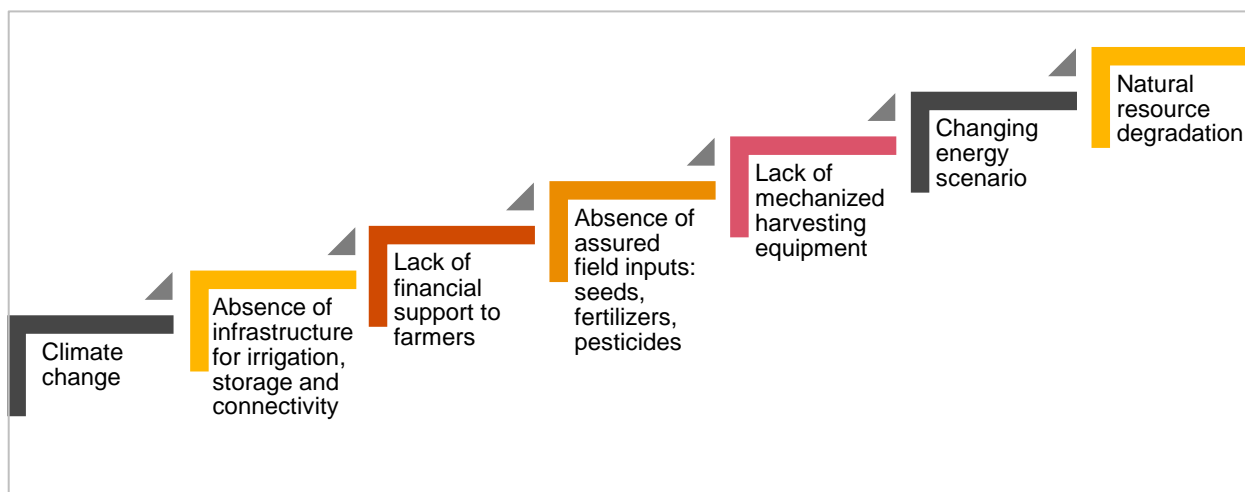 Climate
change
Absence of
infrastructure
for irrigation,
storage and
connectivity
Lack of
financial
support to
farmers
Absence of
assured
field inputs:
seeds,
fertilizers,
pesticides
Lack of
mechanized
harvesting
equipment
Changing
energy
scenario
Natural
resource
degradation